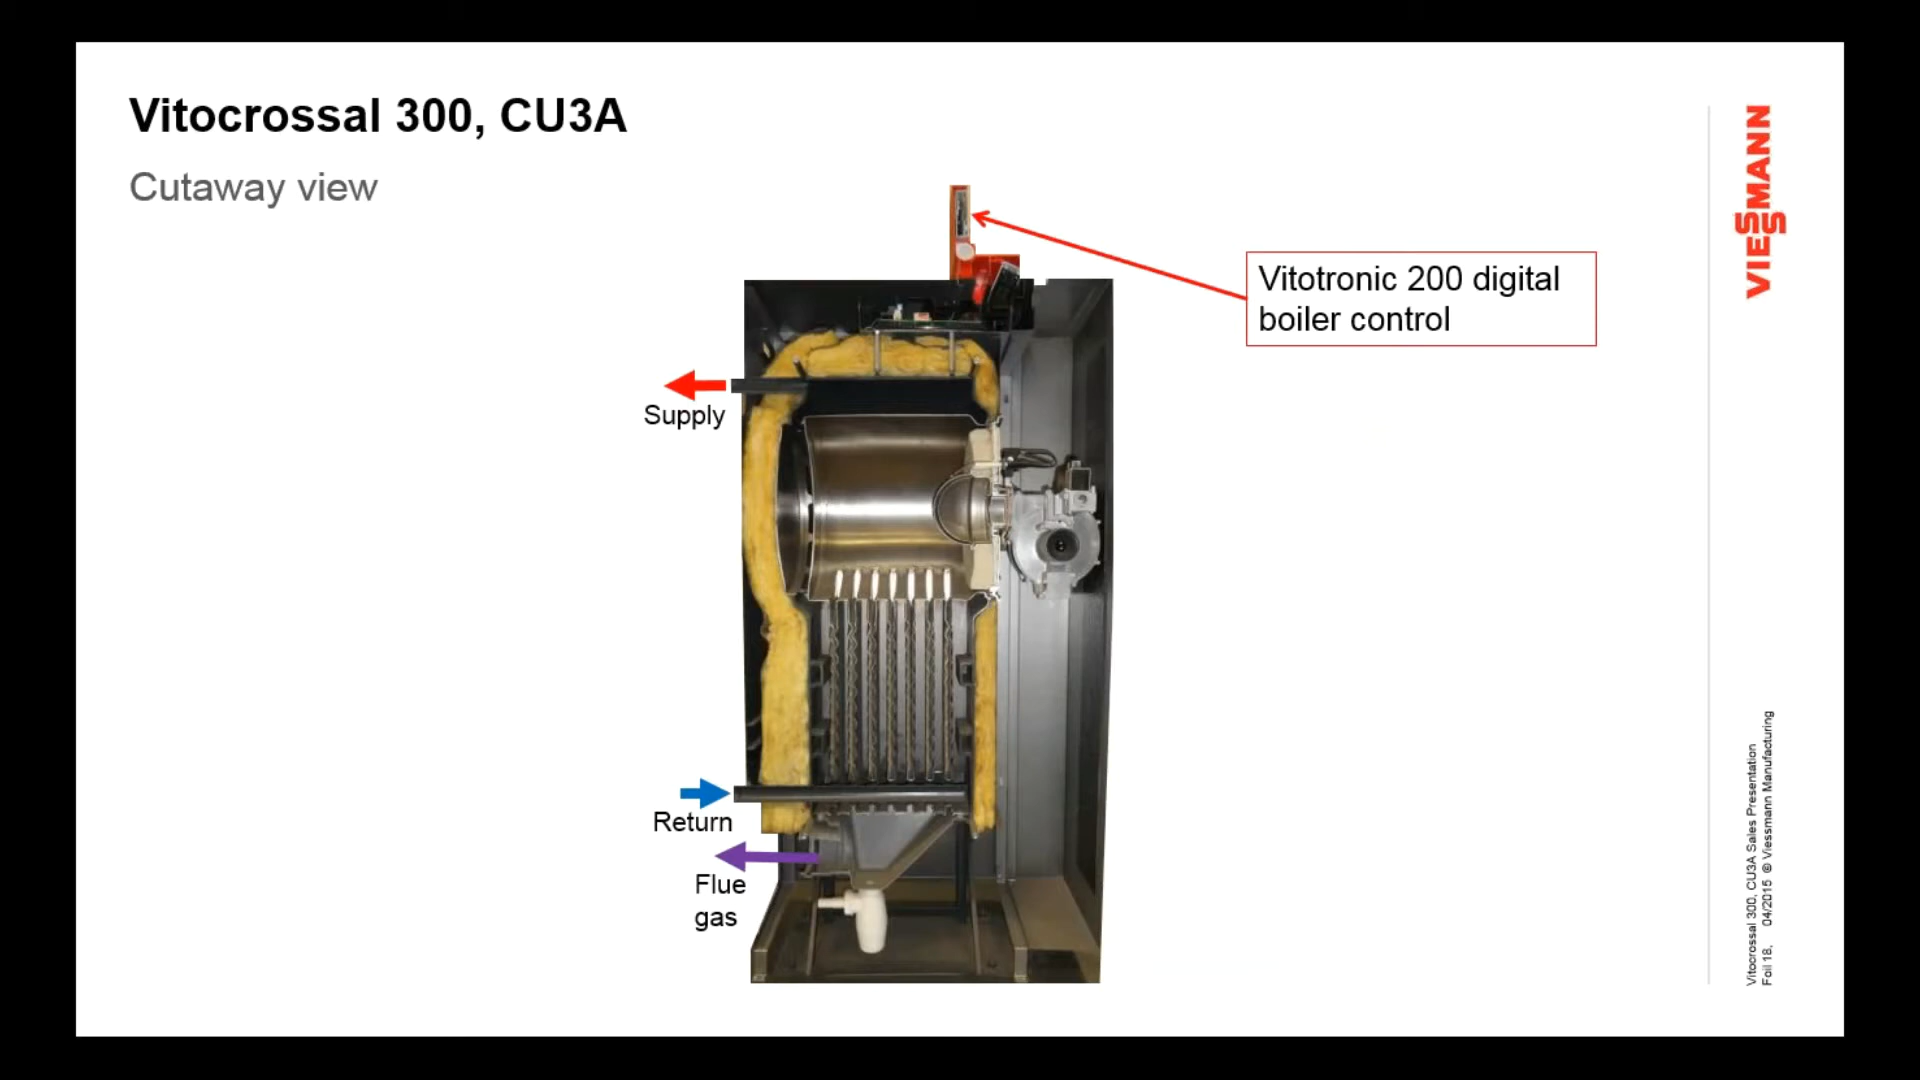 Vitocrossal 300, CU3A
Cutaway view
VIESSMANN
Vitotronic 200 digital
boiler control
Supply
Return
Flue
gas
Vitocrossal 300, CU3A Sales Presentation
Foil 18, 04/2015 © Viessmann Manufacturing